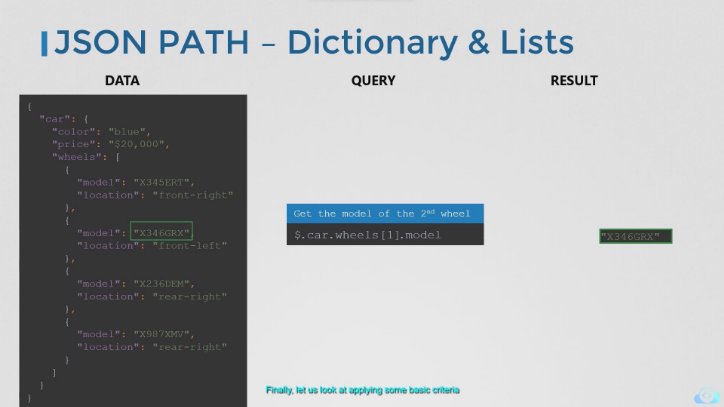 JSON PATH – Dictionary & Lists
DATA
QUERY
RESULT
{
"car": {
"color": "blue",
"price": "$20,000",
"wheels": [
{
"model": "X345ERT",
"location": "front-right"
},
{
"model": "X346GRX",
"location": "front-left"
},
{
"model": "X236DEM",
"location": "rear-right"
},
{
"model": "X987XMV",
"location": "rear-right"
}
]
}
}
Get the model of the 2nd wheel
$.car.wheels[1].model
"X346GRX"
Finally, let us look at applying some basic criteria